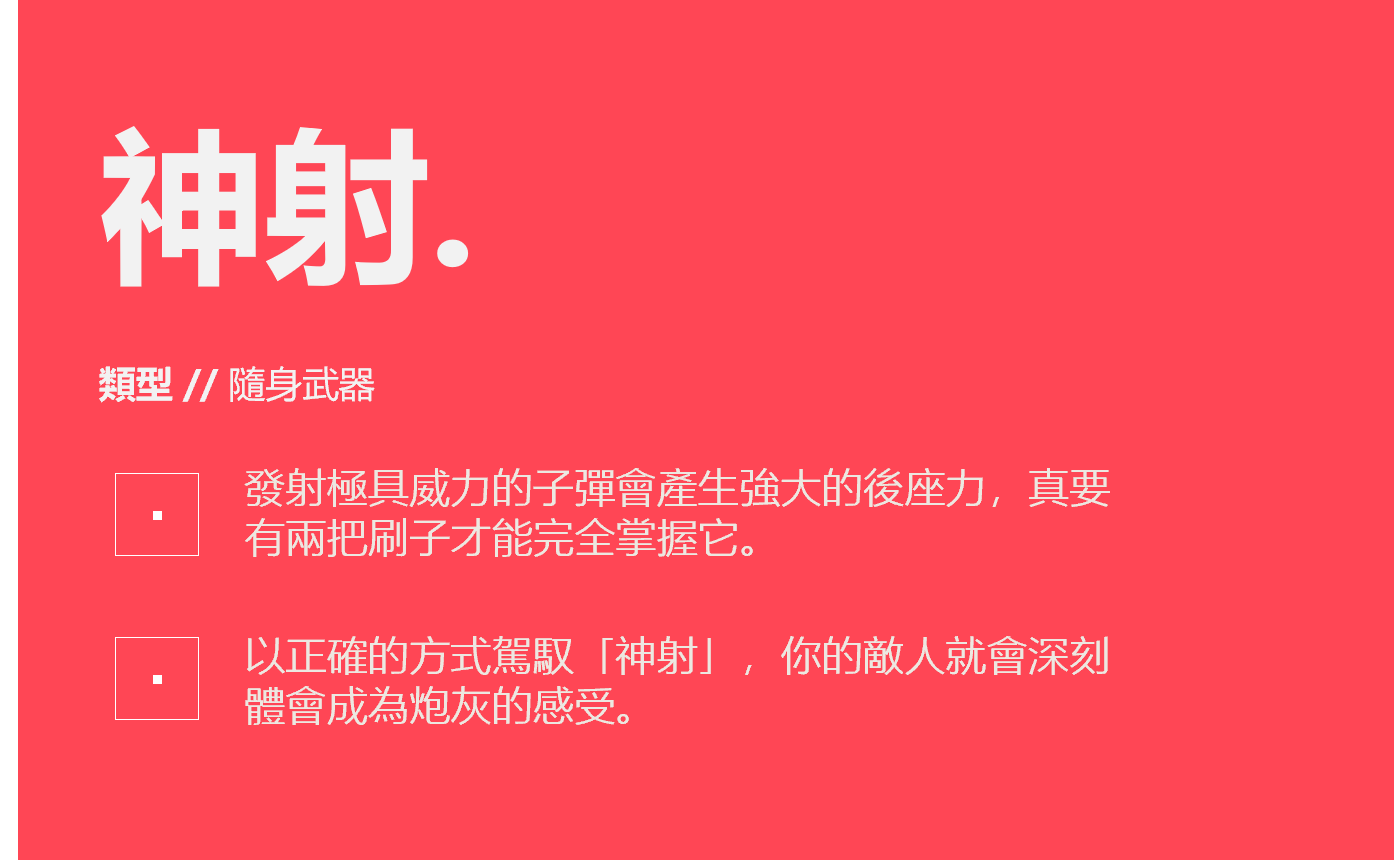 神射.
類型 // 隨身武器
發射極具威力的子彈會產生強大的後座力，真要
有兩把刷子才能完全掌握它。
以正確的方式駕馭「神射」，你的敵人就會深刻
體會成為炮灰的感受。